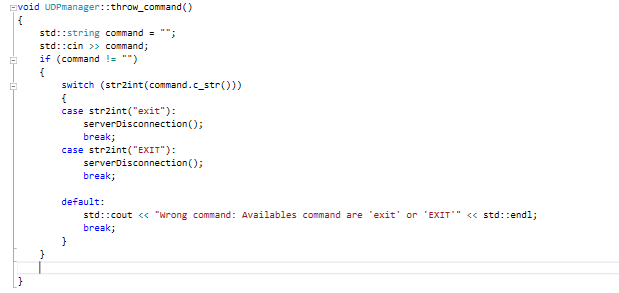 void UDPmanager::throw_command()
{
    std::string command = "";
    std::cin >> command;
    if (command != "")
    {
        switch (str2int(command.c_str()))
        {
        case str2int("exit"):
            serverDisconnection();
            break;
        case str2int("EXIT"):
            serverDisconnection();
            break;

        default:
            std::cout << "Wrong command: Availables command are 'exit' or 'EXIT'" << std::endl;
            break;
        }
    }

}